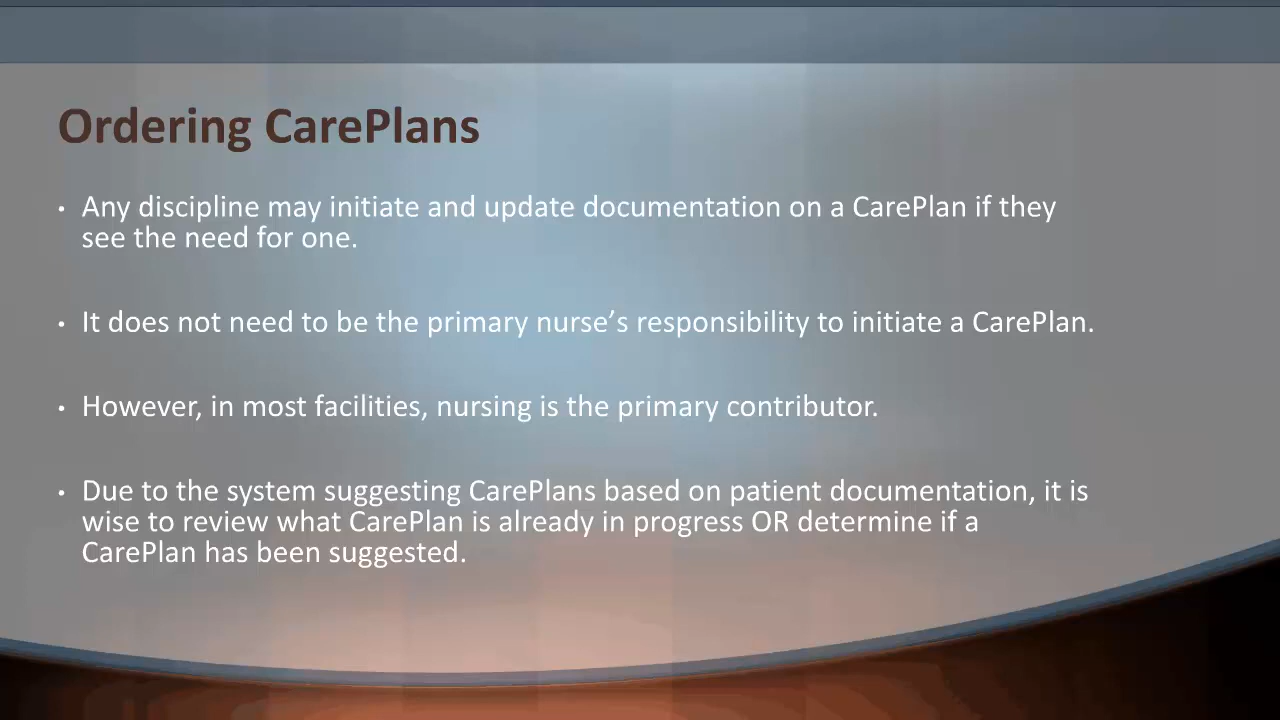 Ordering CarePlans
• Any discipline may initiate and update documentation on a CarePlan if they
see the need for one.
• It does not need to be the primary nurse’s responsibility to initiate a CarePlan.
• However, in most facilities, nursing is the primary contributor.
• Due to the system suggesting CarePlans based on patient documentation, it is
wise to review what CarePlan is already in progress OR determine if a
CarePlan has been suggested.